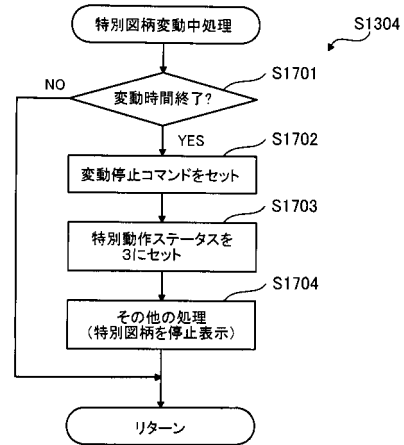 特別図柄変動中処理
S1304
S1701
変動時間終了?
NO
YES
S1702
変動停止コマンドをセット
S1703
特別動作ステータスを
3にセット
S1704
その他の処理
(特別図柄を停止表示)
リターン